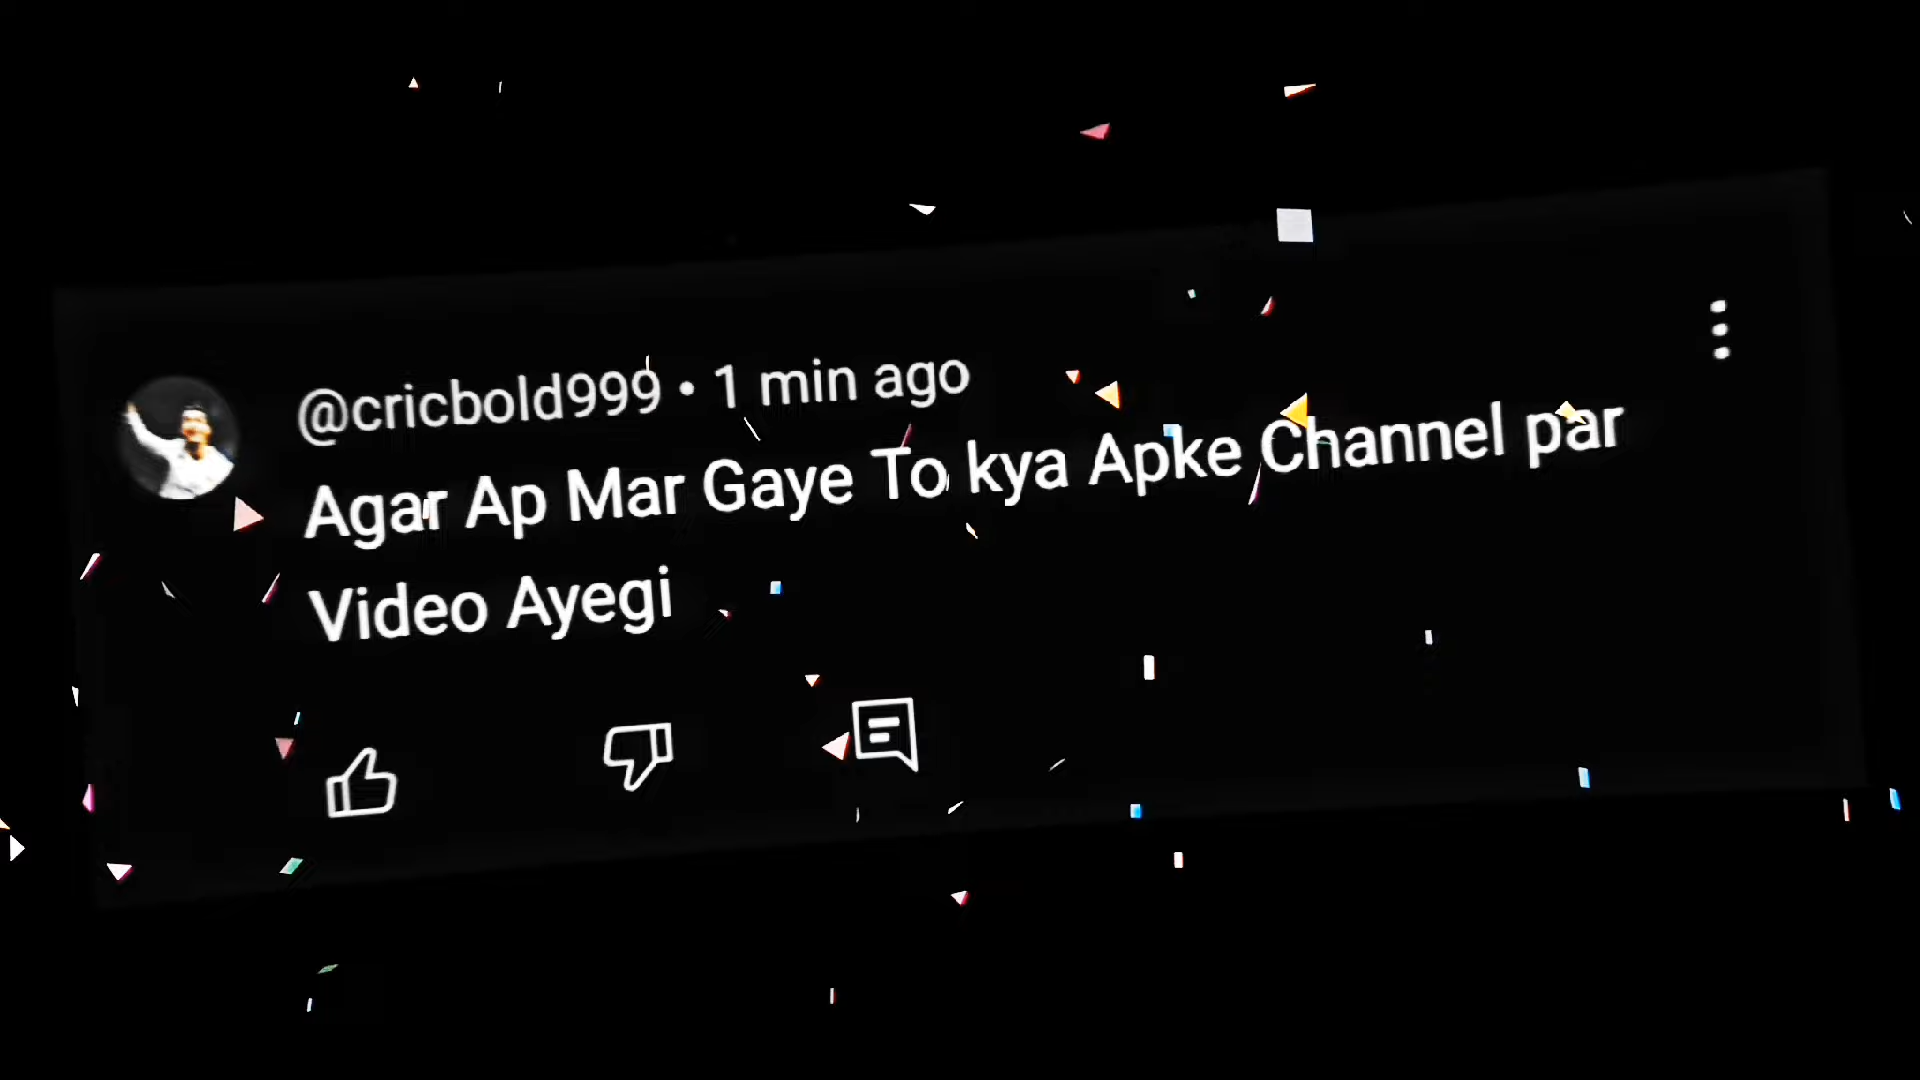 @cricbold999 • 1 min ago
Agar Ap Mar Gaye To kya Apke Channel par
Video Ayegi